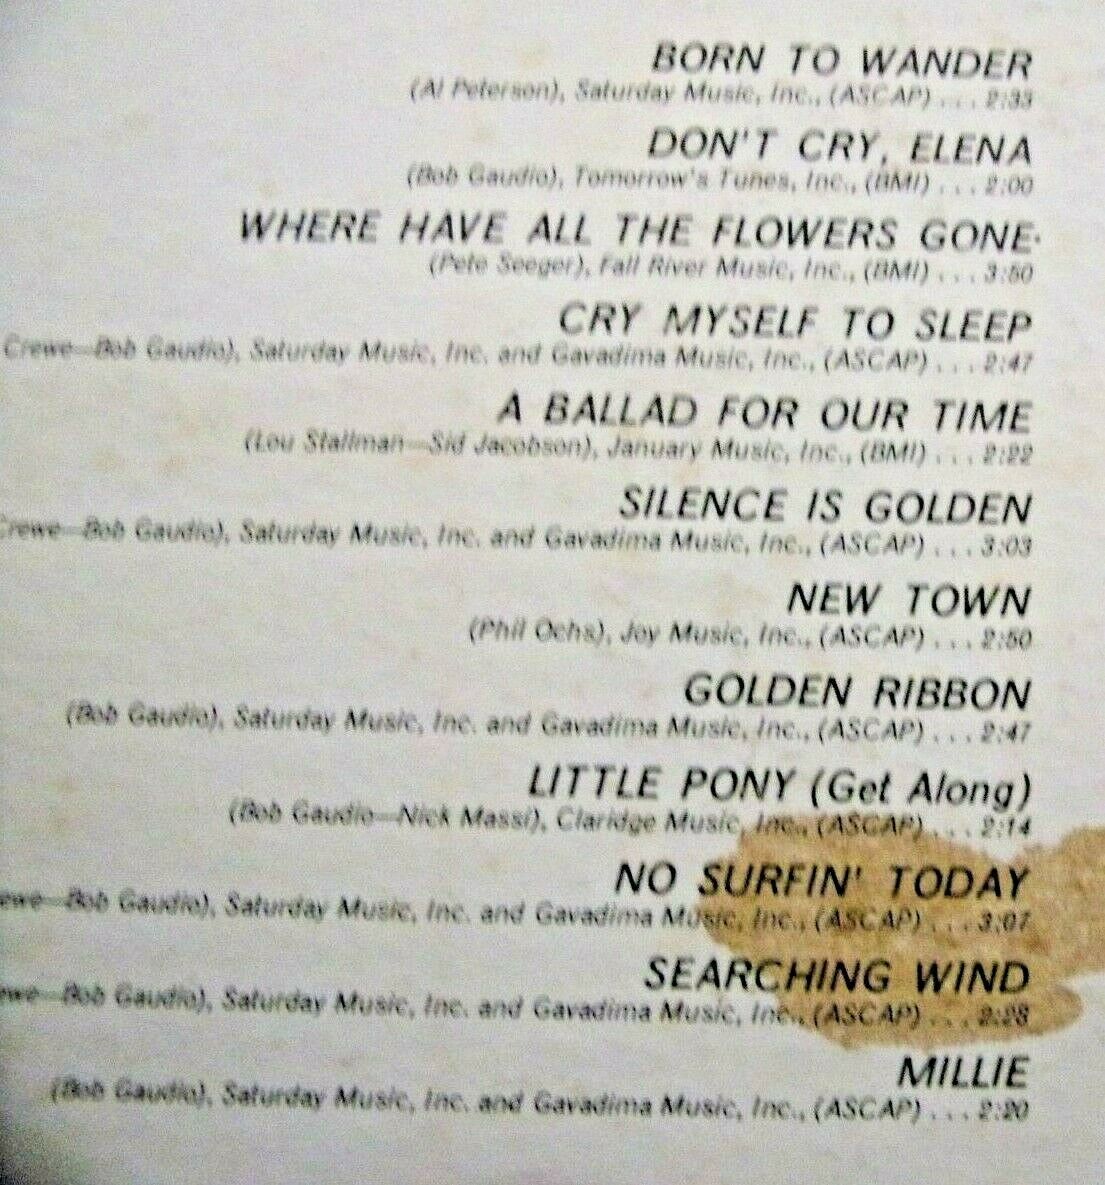 BORN TO WANDER
(Al Peterson), Saturday Music, Inc., (ASCAP) . . . 2:33
DON'T CRY, ELENA
(Bob Gaudio), Tomorrow's Tunes, Inc., (BMI) . . . 2:00
WHERE HAVE ALL THE FLOWERS GONE
(Pete Seeger), Fall River Music, Inc., (BMI) . . . 3:50
CRY MYSELF TO SLEEP
Crewe—Bob Gaudio), Saturday Music, Inc. and Gavadima Music, Inc., (ASCAP) . . . 2:47
A BALLAD FOR OUR TIME
(Lou Stallman—Sid Jacobson), January Music, Inc., (BMI) . . . 2:22
SILENCE IS GOLDEN
Crewe—Bob Gaudio), Saturday Music, Inc. and Gavadima Music, Inc., (ASCAP) . . . 3:03
NEW TOWN
(Phil Ochs), Joy Music, Inc., (ASCAP) . . . 2:50
GOLDEN RIBBON
(Bob Gaudio), Saturday Music, Inc. and Gavadima Music, Inc., (ASCAP) . . . 2:47
LITTLE PONY (Get Along)
(Bob Gaudio—Nick Massi), Claridge Music, Inc., (ASCAP) . . . 2:14
NO SURFIN' TODAY
ewe—Bob Gaudio), Saturday Music, Inc. and Gavadima Music, Inc., (ASCAP) . . . 3:07
SEARCHING WIND
ewe—Bob Gaudio), Saturday Music, Inc. and Gavadima Music, Inc., (ASCAP) . . . 2:28
MILLIE
(Bob Gaudio), Saturday Music, Inc. and Gavadima Music, Inc., (ASCAP) . . . 2:20